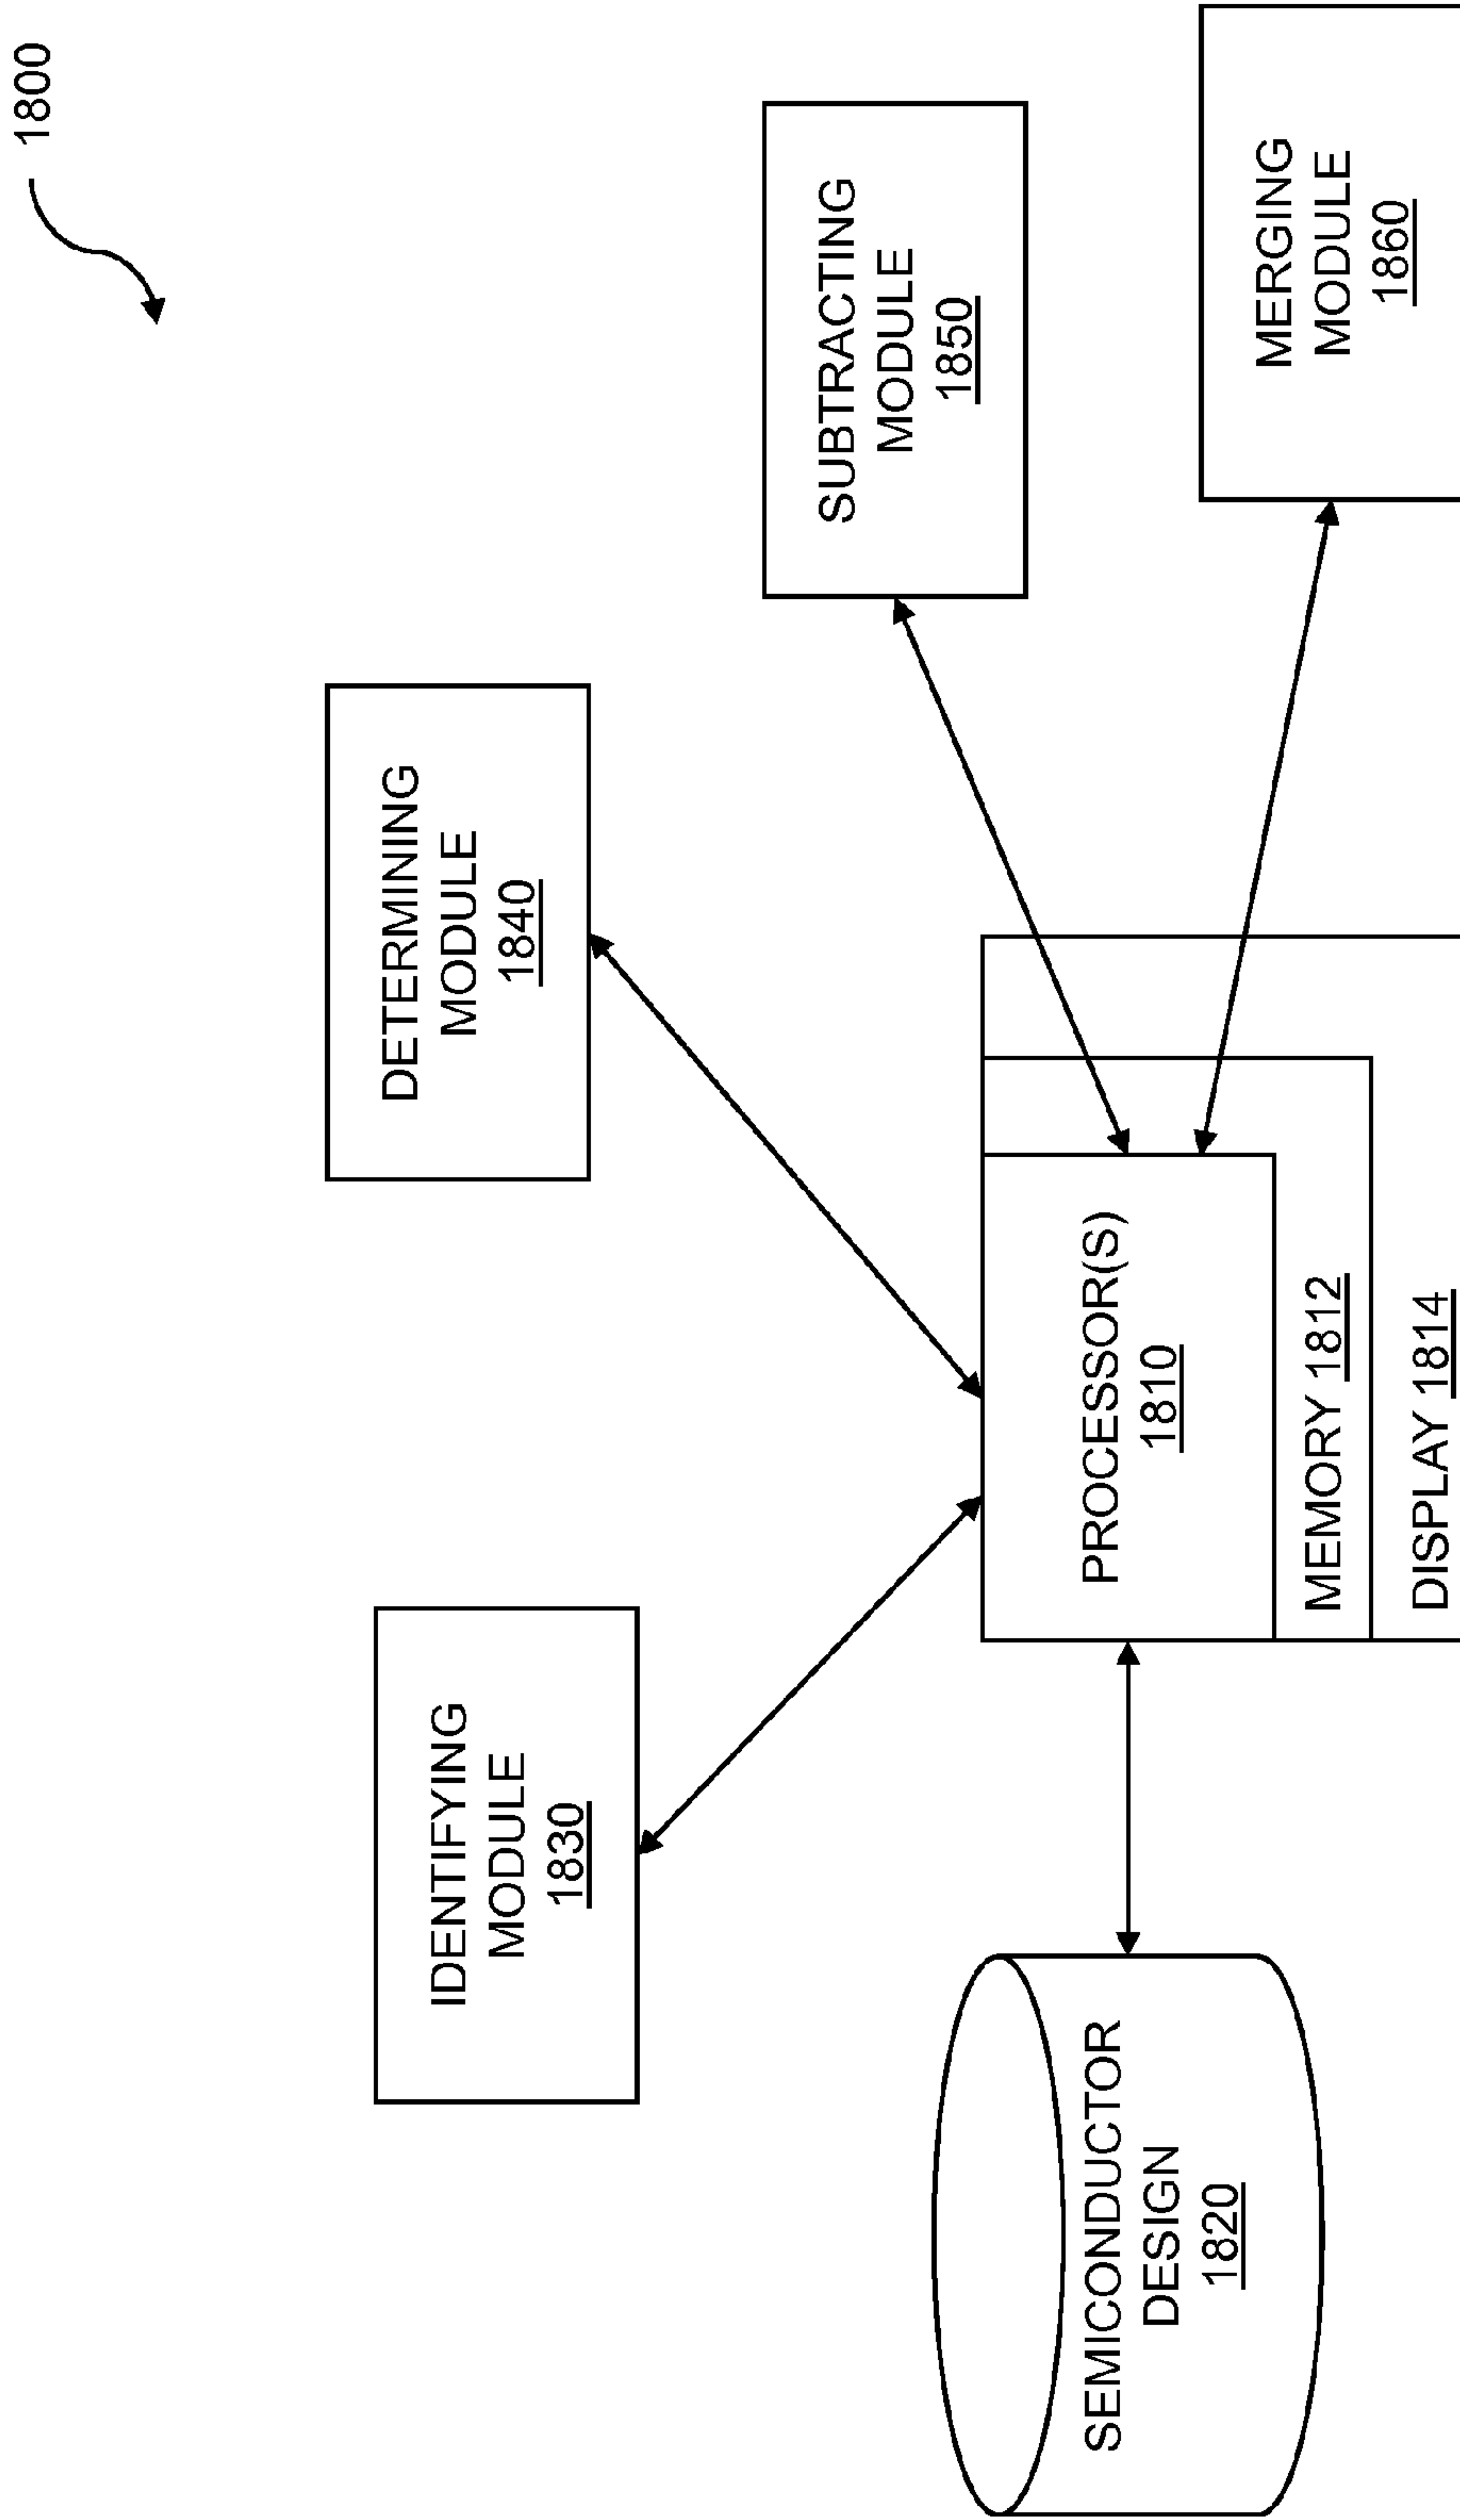 1800
IDENTIFYING
MODULE
1830
DETERMINING
MODULE
1840
SUBTRACTING
MODULE
1850
MERGING
MODULE
1860
SEMICONDUCTOR
DESIGN
1820
PROCESSOR(S)
1810
MEMORY 1812
DISPLAY 1814